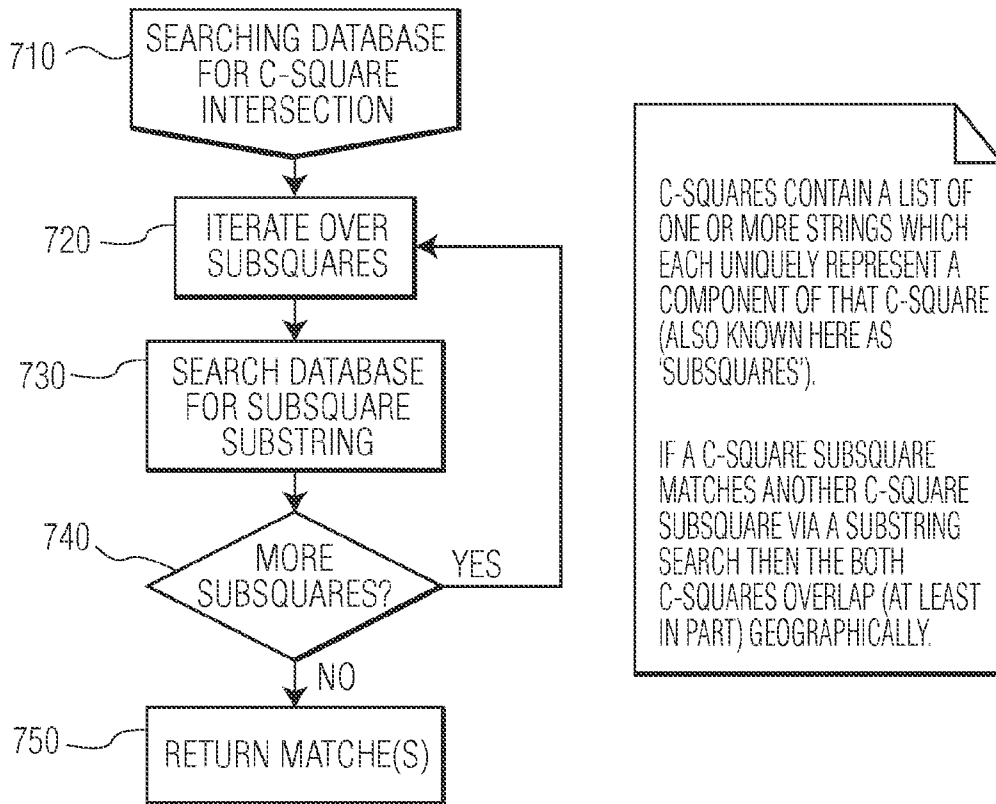 710
SEARCHING DATABASE
FOR C-SQUARE
INTERSECTION
720
ITERATE OVER
SUBSQUARES
730
SEARCH DATABASE
FOR SUBSQUARE
SUBSTRING
740
MORE
SUBSQUARES?
YES
NO
750
RETURN MATCHE(S)
C-SQUARES CONTAIN A LIST OF
ONE OR MORE STRINGS WHICH
EACH UNIQUELY REPRESENT A
COMPONENT OF THAT C-SQUARE
(ALSO KNOWN HERE AS
'SUBSQUARES').
IF A C-SQUARE SUBSQUARE
MATCHES ANOTHER C-SQUARE
SUBSQUARE VIA A SUBSTRING
SEARCH THEN THE BOTH
C-SQUARES OVERLAP (AT LEAST
IN PART) GEOGRAPHICALLY.